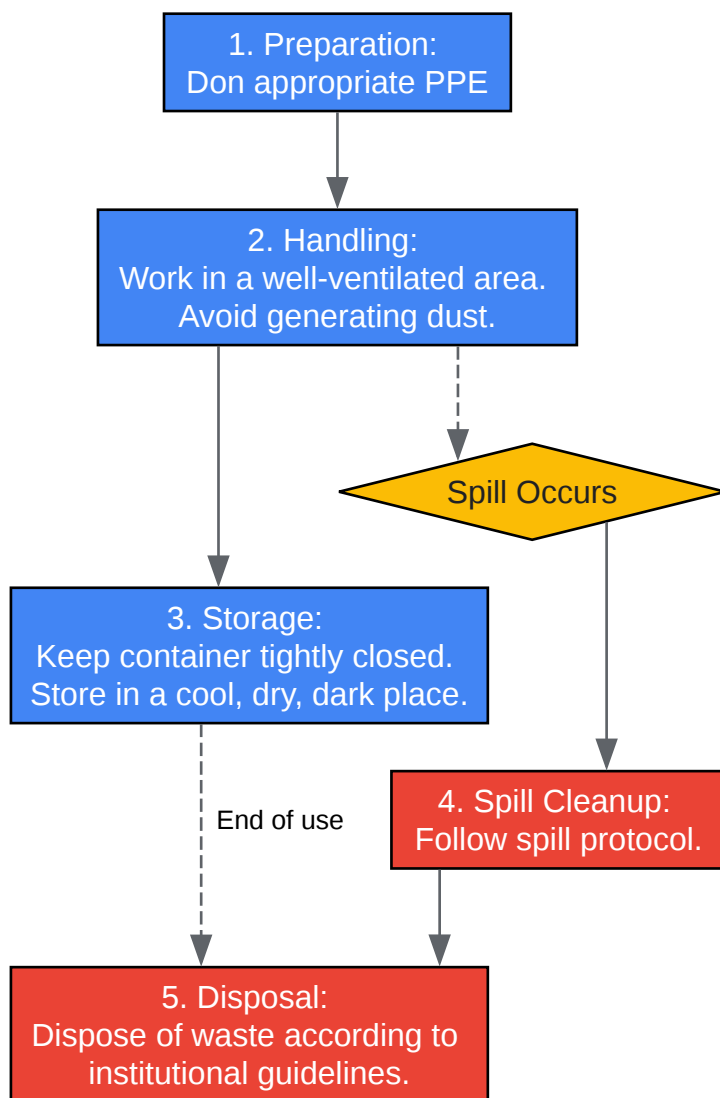 1. Preparation:
Don appropriate PPE
2. Handling:
Work in a well-ventilated area.
Avoid generating dust.
Spill Occurs
3. Storage:
Keep container tightly closed.
Store in a cool, dry, dark place.
End of use
4. Spill Cleanup:
Follow spill protocol.
5. Disposal:
Dispose of waste according to
institutional guidelines.